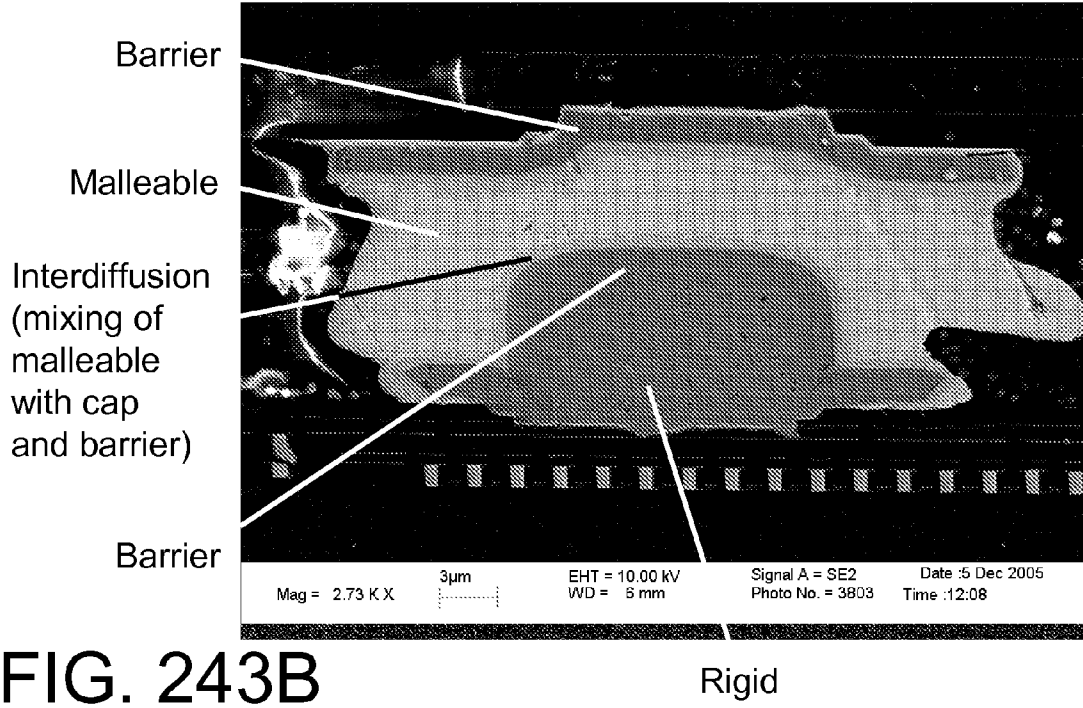 Barrier
Malleable
Interdiffusion
(mixing of
malleable
with cap
and barrier)
Barrier
Mag = 2.73 K X
3µm
EHT = 10.00 kV
WD = 6 mm
Signal A = SE2
Photo No. = 3803
Date :5 Dec 2005
Time :12:08
FIG. 243B
Rigid